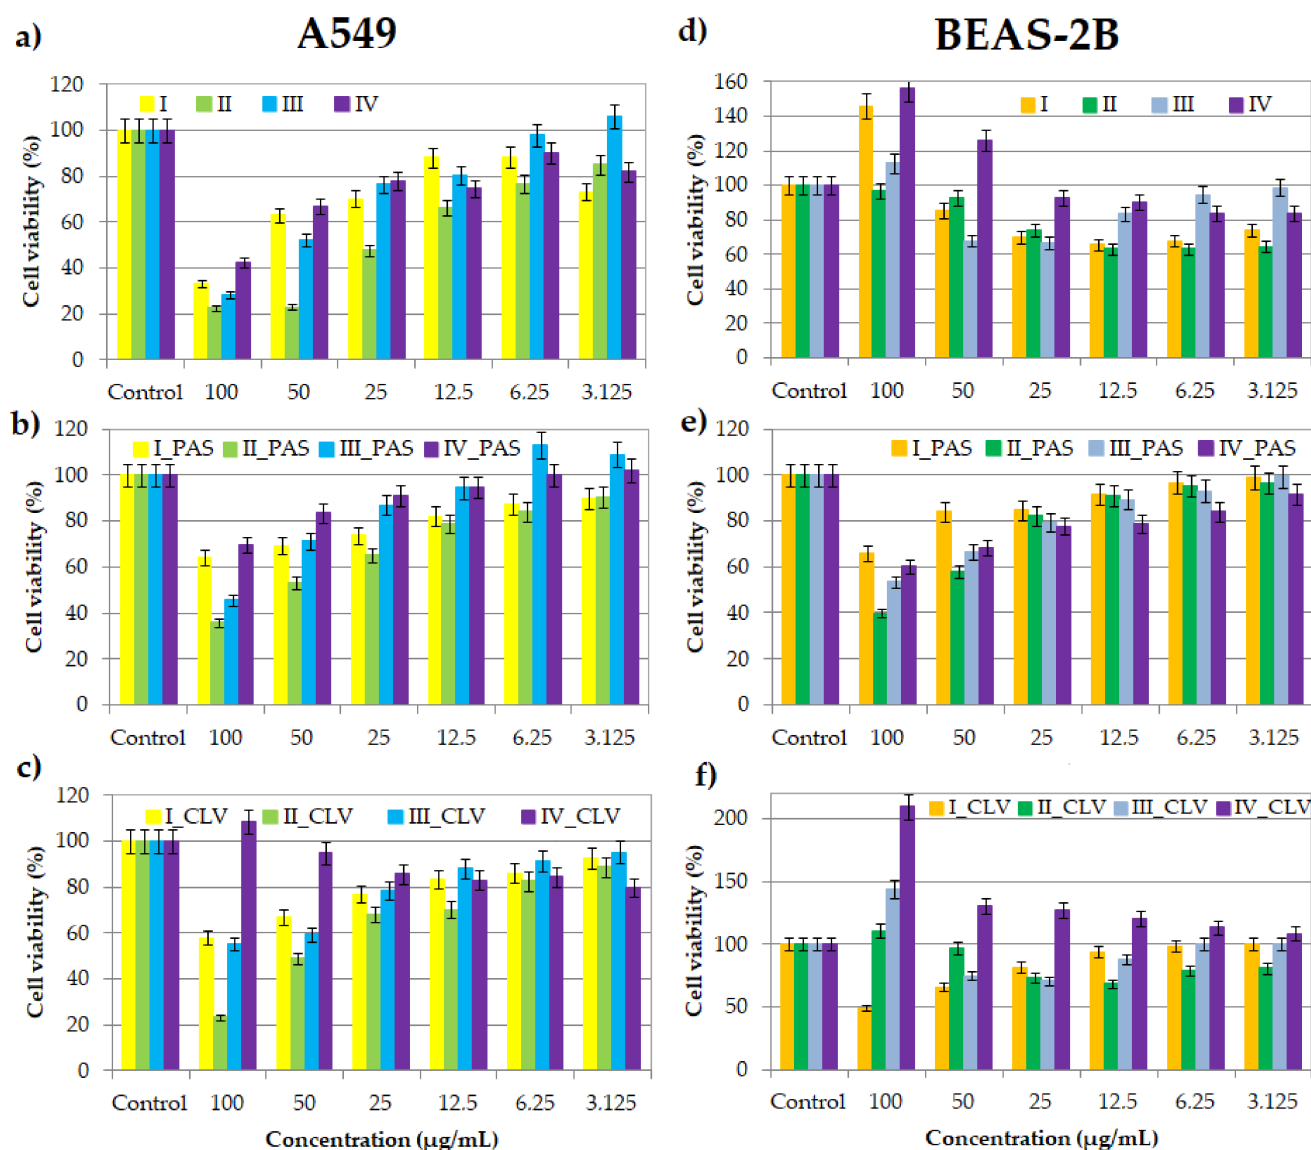 A549
BEAS-2B
a)
I II III IV
120
100
80
60
40
20
0
Cell viability (%)
Control 100 50 25 12.5 6.25 3.125
b)
I_PAS II_PAS III_PAS IV_PAS
120
100
80
60
40
20
0
Cell viability (%)
Control 100 50 25 12.5 6.25 3.125
c)
I_CLV II_CLV III_CLV IV_CLV
120
100
80
60
40
20
0
Cell viability (%)
Control 100 50 25 12.5 6.25 3.125
Concentration (µg/mL)
d)
I II III IV
160
140
120
100
80
60
40
20
0
Cell viability (%)
Control 100 50 25 12.5 6.25 3.125
e)
I_PAS II_PAS III_PAS IV_PAS
120
100
80
60
40
20
0
Cell viability (%)
Control 100 50 25 12.5 6.25 3.125
f)
I_CLV II_CLV III_CLV IV_CLV
200
150
100
50
0
Cell viability (%)
Control 100 50 25 12.5 6.25 3.125
Concentration (µg/mL)